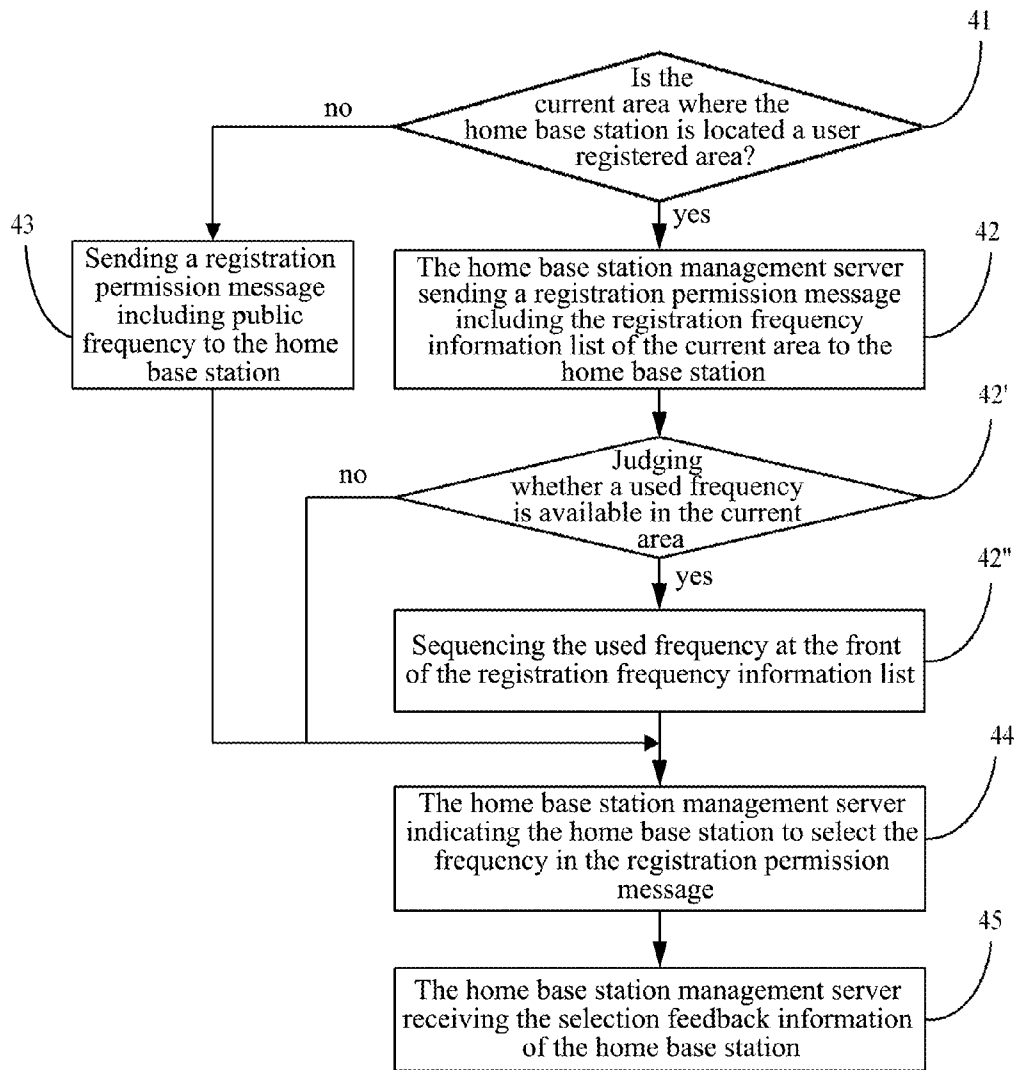 41
Is the
current area where the
home base station is located a user
registered area?
no
yes
43
Sending a registration
permission message
including public
frequency to the home
base station
42
The home base station management server
sending a registration permission message
including the registration frequency
information list of the current area to the
home base station
42'
Judging
whether a used frequency
is available in the current
area
no
yes
42"
Sequencing the used frequency at the front
of the registration frequency information list
44
The home base station management server
indicating the home base station to select the
frequency in the registration permission
message
45
The home base station management server
receiving the selection feedback information
of the home base station